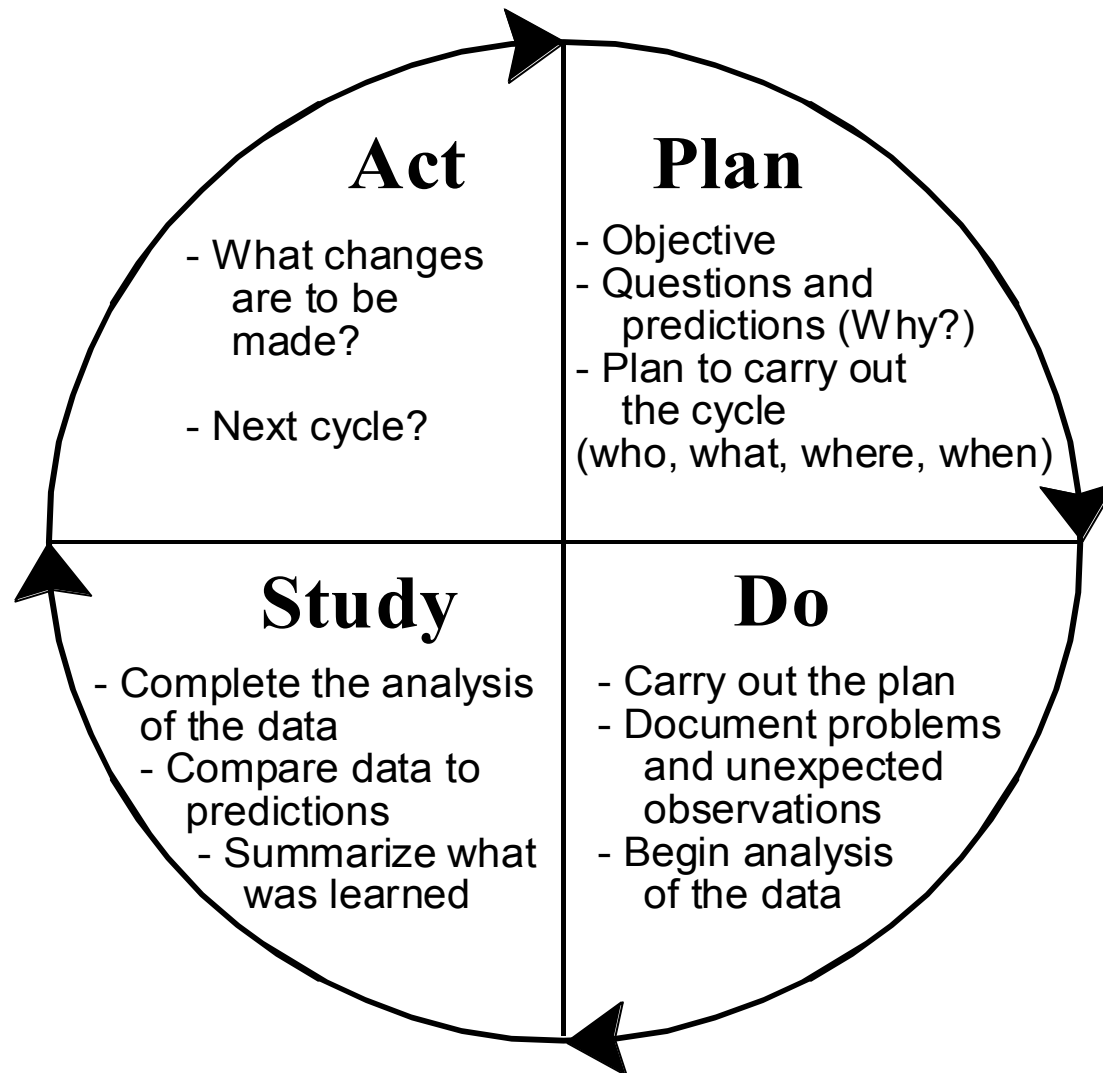 Act
- What changes
are to be
made?
- Next cycle?
Plan
- Objective
- Questions and
predictions (Why?)
- Plan to carry out
the cycle
(who, what, where, when)
Study
- Complete the analysis
of the data
- Compare data to
predictions
- Summarize what
was learned
Do
- Carry out the plan
- Document problems
and unexpected
observations
- Begin analysis
of the data